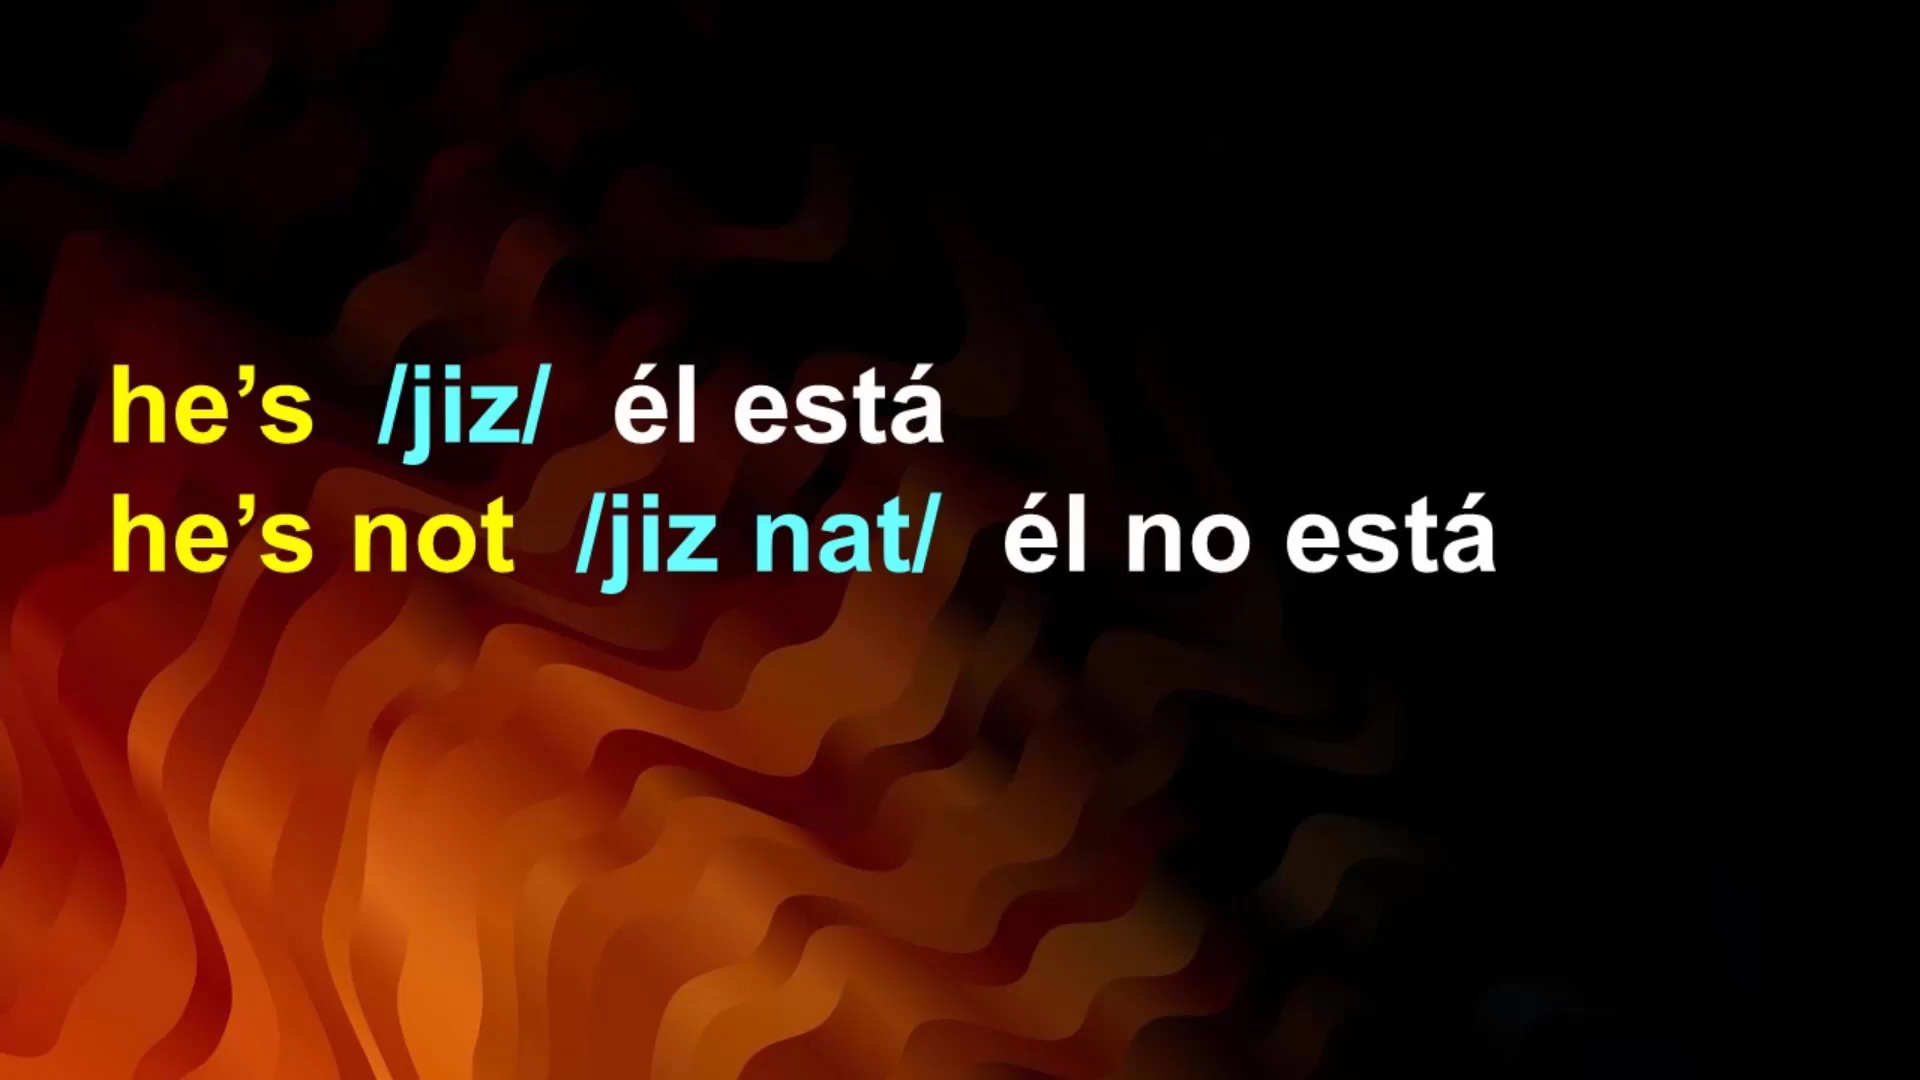 he’s /jiz/ él está
he’s not /jiz nat/ él no está